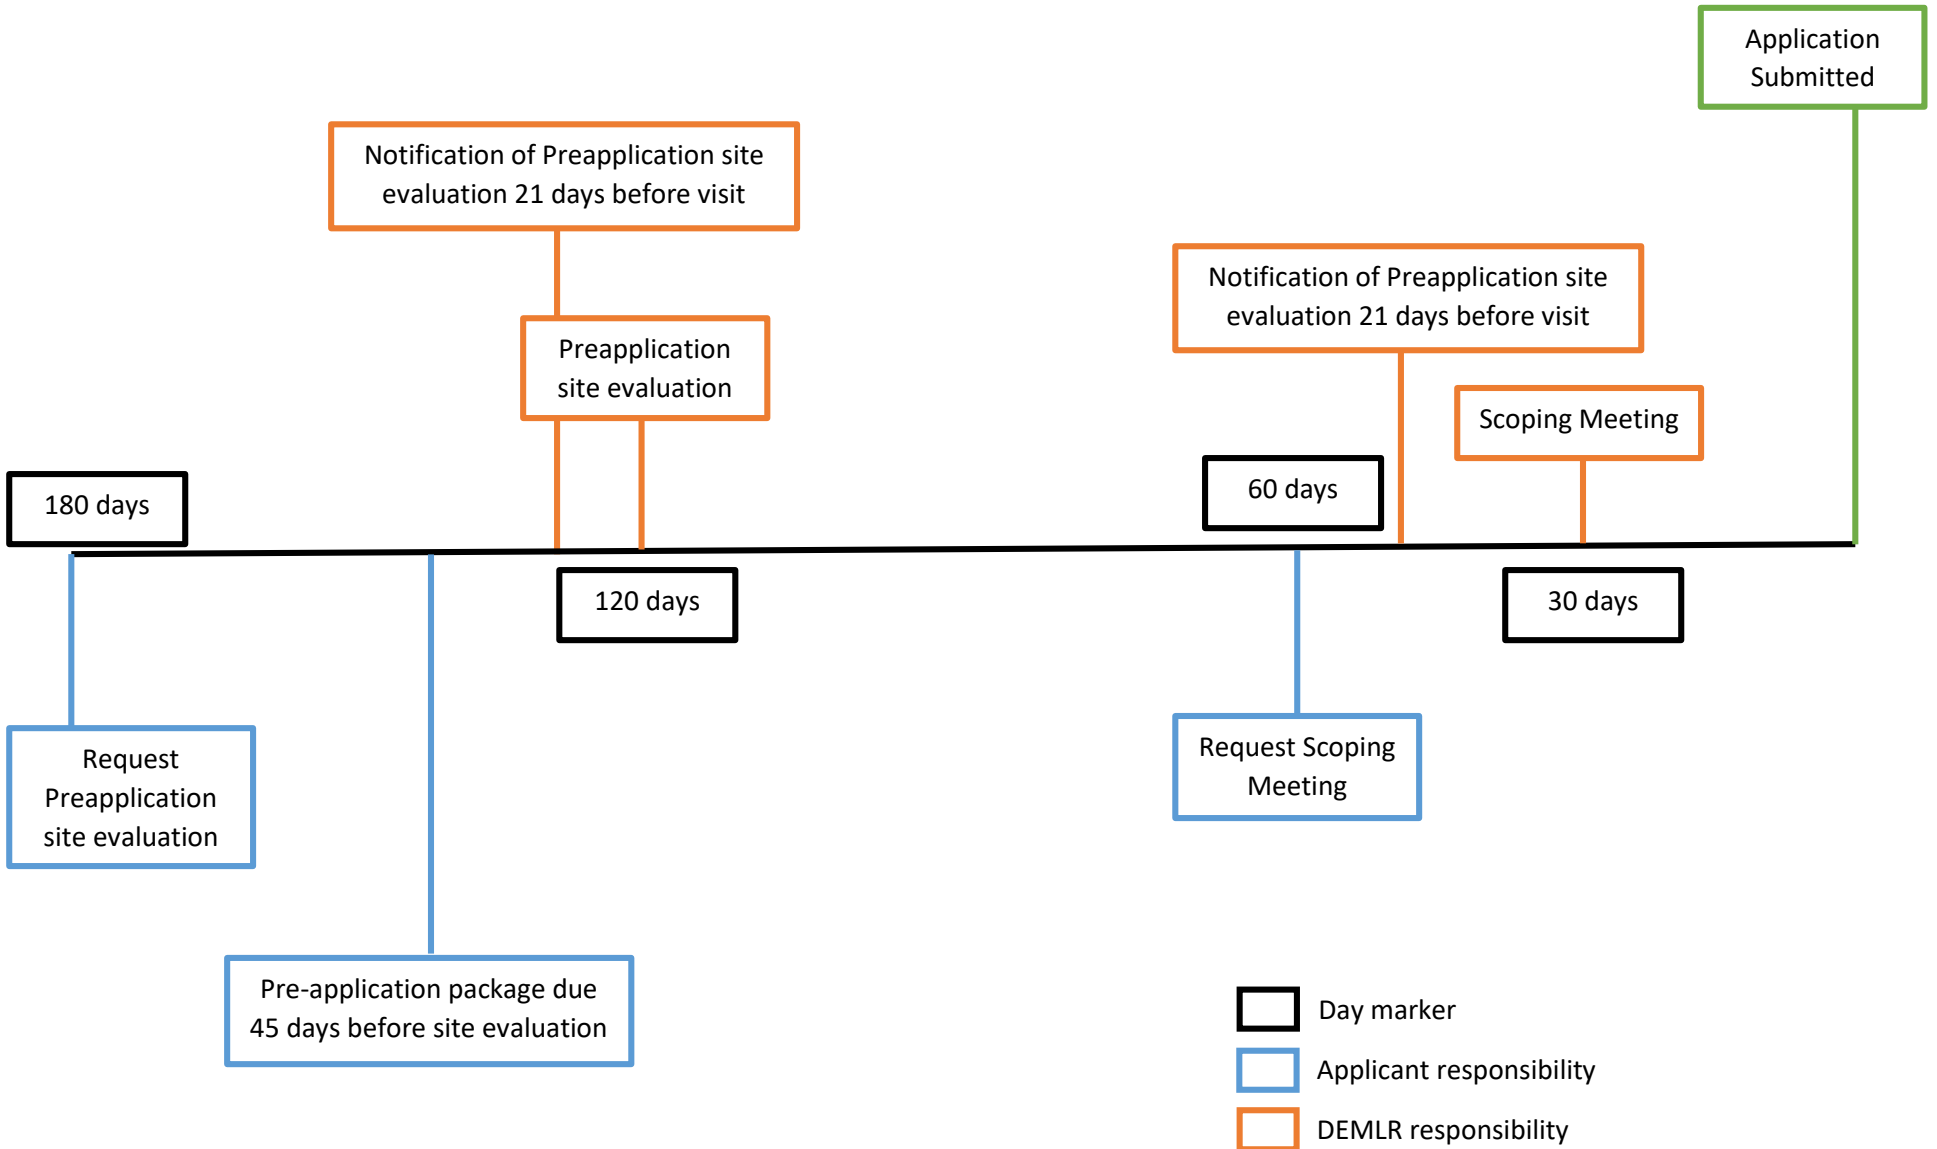 Application
Submitted
Notification of Preapplication site
evaluation 21 days before visit
Notification of Preapplication site
evaluation 21 days before visit
Preapplication
site evaluation
Scoping Meeting
180 days
60 days
120 days
30 days
Request
Preapplication
site evaluation
Request Scoping
Meeting
Pre-application package due
45 days before site evaluation
Day marker
Applicant responsibility
DEMLR responsibility